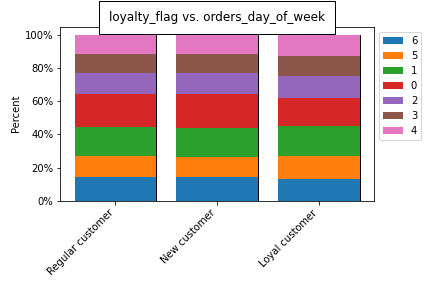 loyalty_flag vs. orders_day_of_week
100%
80%
60%
40%
20%
0%
Percent
Regular customer
New customer
Loyal customer
6
5
1
0
2
3
4